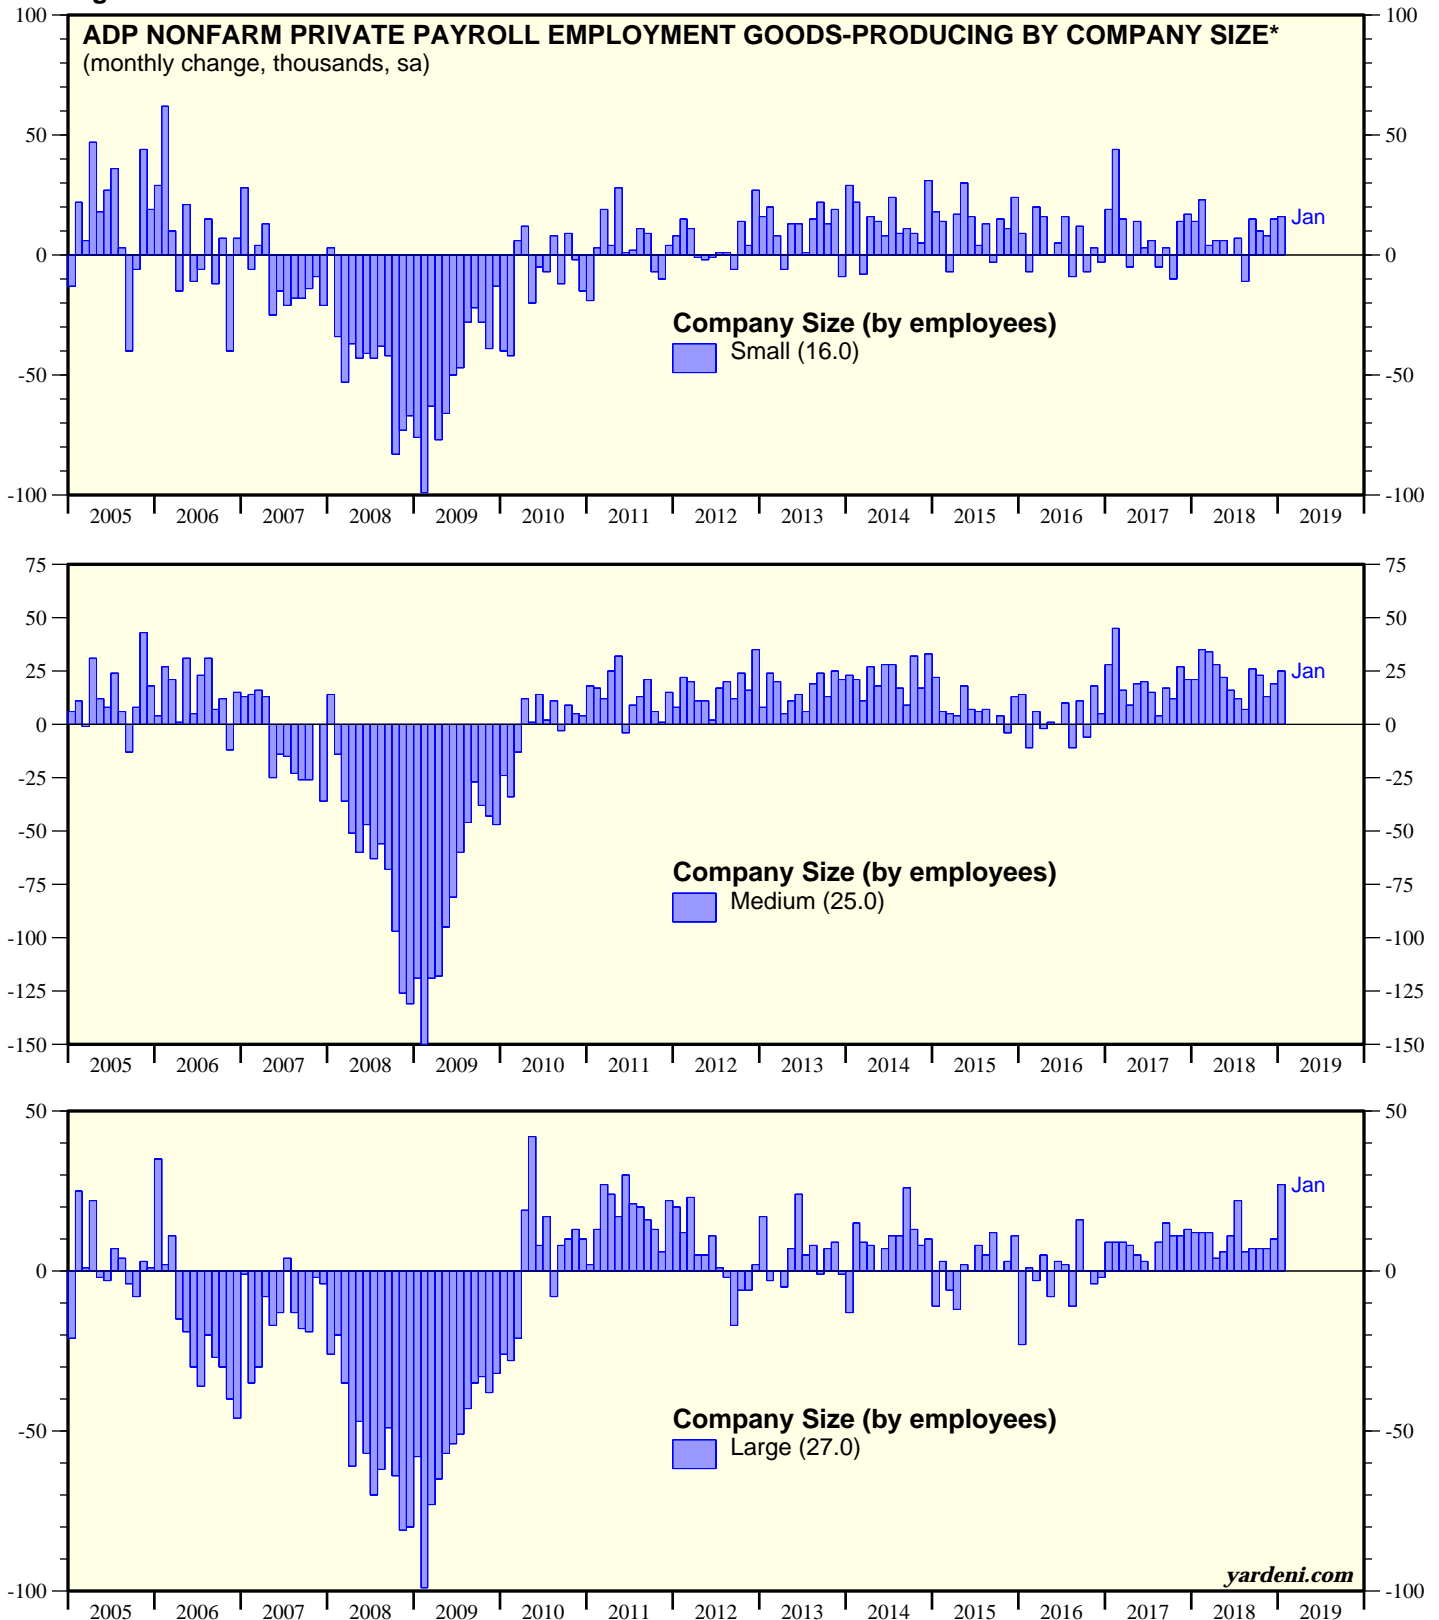 ADP NONFARM PRIVATE PAYROLL EMPLOYMENT GOODS-PRODUCING BY COMPANY SIZE*
(monthly change, thousands, sa)
100 100
50 50
Jan
0 0
Company Size (by employees)
Small (16.0)
-50 -50
-100 -100
2005 2006 2007 2008 2009 2010 2011 2012 2013 2014 2015 2016 2017 2018 2019
75 75
50 50
25 Jan 25
0 0
-25 -25
-50 -50
Company Size (by employees)
-75 -75
Medium (25.0)
-100 -100
-125 -125
-150 -150
2005 2006 2007 2008 2009 2010 2011 2012 2013 2014 2015 2016 2017 2018 2019
50 50
Jan
0 0
Company Size (by employees)
-50 -50
Large (27.0)
yardeni.com
-100 -100
2005 2006 2007 2008 2009 2010 2011 2012 2013 2014 2015 2016 2017 2018 2019